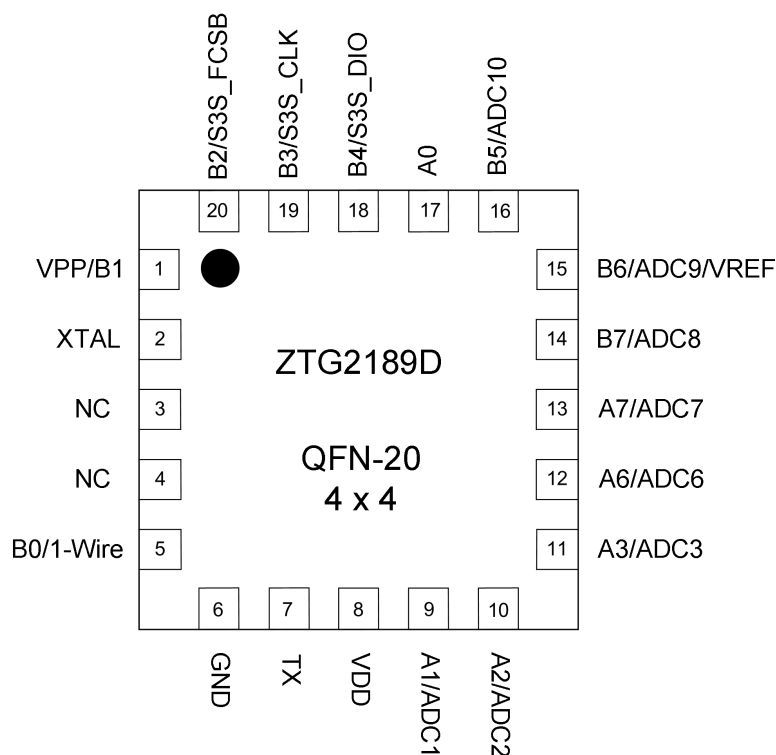 B2/S3S_FCSB
B3/S3S_CLK
B4/S3S_DIO
A0
B5/ADC10
20
19
18
17
16
VPP/B1
1
15
B6/ADC9/VREF
XTAL
2
14
B7/ADC8
ZTG2189D
NC
3
13
A7/ADC7
QFN-20
4 x 4
NC
4
12
A6/ADC6
B0/1-Wire
5
11
A3/ADC3
6
7
8
9
10
GND
TX
VDD
A1/ADC1
A2/ADC2